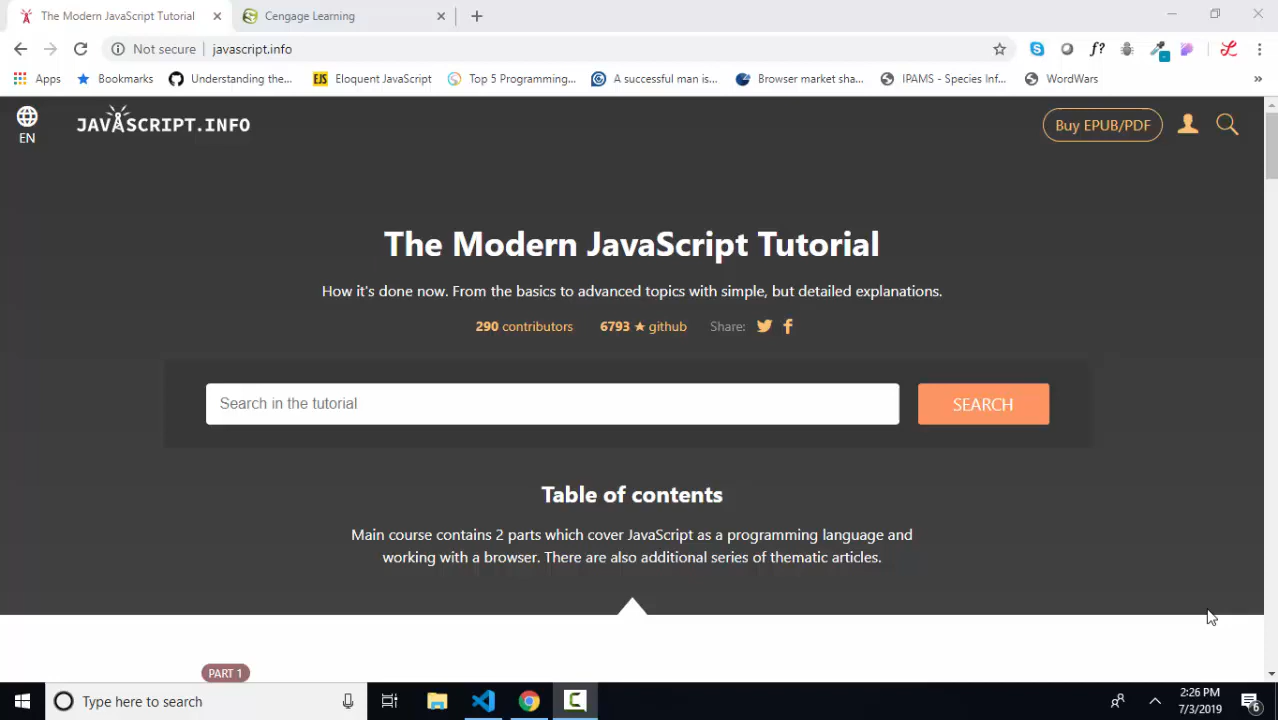 The Modern JavaScript Tutorial
Cengage Learning
Not secure | javascript.info
f?
Apps
Bookmarks
Understanding the...
EJS Eloquent JavaScript
Top 5 Programming...
A successful man is...
Browser market sha...
IPAMS - Species Inf...
WordWars
»
EN
JAVASCRIPT.INFO
Buy EPUB/PDF
The Modern JavaScript Tutorial
How it's done now. From the basics to advanced topics with simple, but detailed explanations.
290 contributors 6793 ★ github Share:
Search in the tutorial
SEARCH
Table of contents
Main course contains 2 parts which cover JavaScript as a programming language and
working with a browser. There are also additional series of thematic articles.
PART 1
Type here to search
2:26 PM
7/3/2019
6